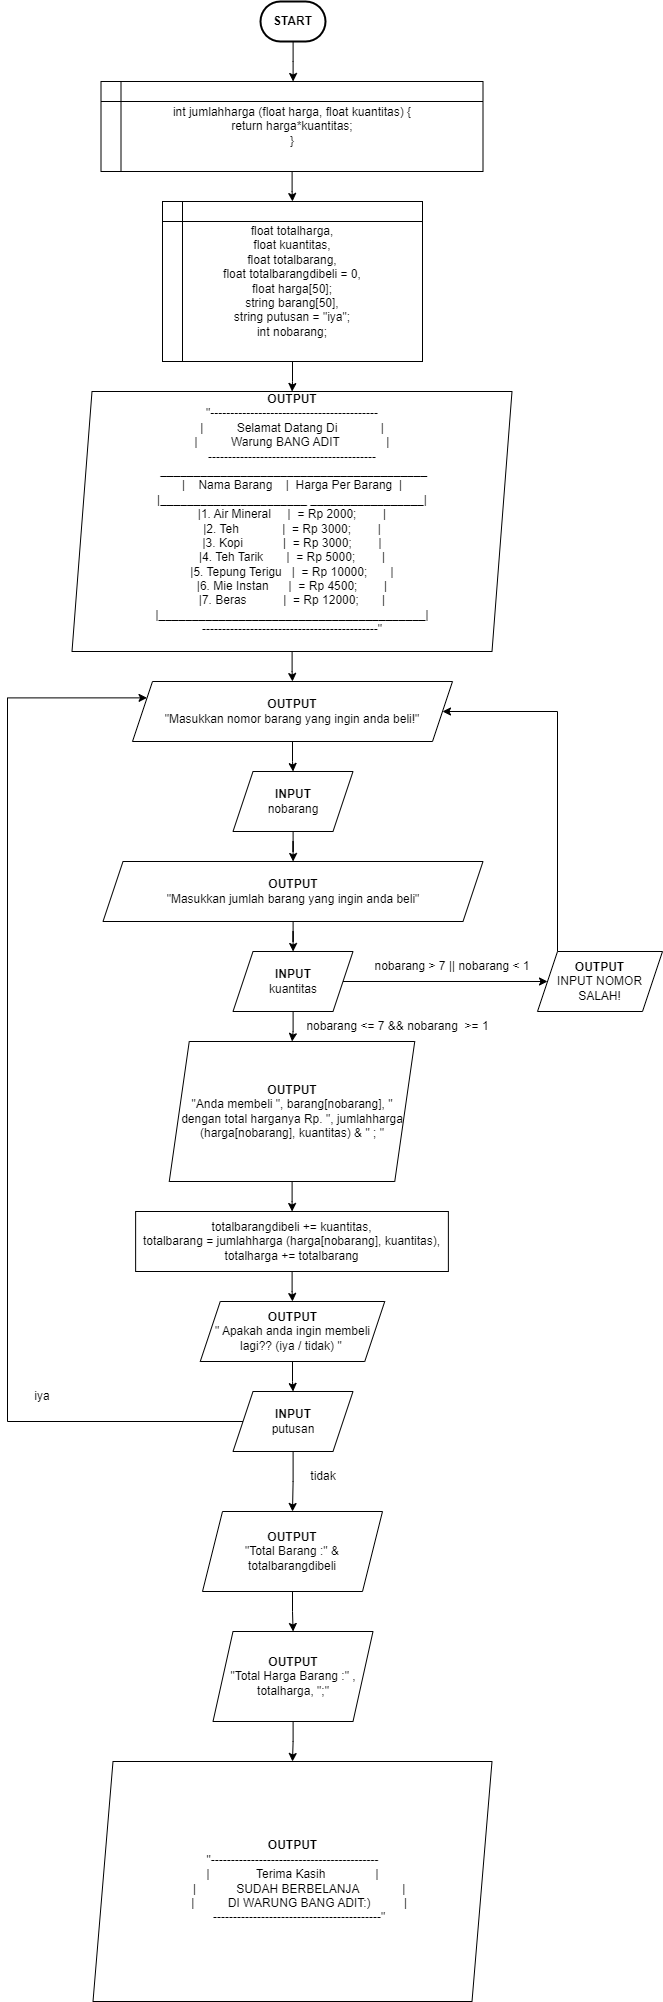 START
int jumlahharga (float harga, float kuantitas) {
return harga*kuantitas;
}
float totalharga,
float kuantitas,
float totalbarang,
float totalbarangdibeli = 0,
float harga[50];
string barang[50],
string putusan = "iya";
int nobarang;
OUTPUT
"------------------------------------------
| Selamat Datang Di |
| Warung BANG ADIT |
------------------------------------------
________________________________________
| Nama Barang | Harga Per Barang |
|______________________ _________________|
|1. Air Mineral | = Rp 2000; |
|2. Teh | = Rp 3000; |
|3. Kopi | = Rp 3000; |
|4. Teh Tarik | = Rp 5000; |
|5. Tepung Terigu | = Rp 10000; |
|6. Mie Instan | = Rp 4500; |
|7. Beras | = Rp 12000; |
|________________________________________|
--------------------------------------------"
OUTPUT
"Masukkan nomor barang yang ingin anda beli!"
INPUT
nobarang
OUTPUT
"Masukkan jumlah barang yang ingin anda beli"
INPUT
kuantitas
nobarang > 7 || nobarang < 1
OUTPUT
INPUT NOMOR
SALAH!
nobarang <= 7 && nobarang >= 1
OUTPUT
"Anda membeli ", barang[nobarang], "
dengan total harganya Rp. ", jumlahharga
(harga[nobarang], kuantitas) & " ; "
totalbarangdibeli += kuantitas,
totalbarang = jumlahharga (harga[nobarang], kuantitas),
totalharga += totalbarang
OUTPUT
" Apakah anda ingin membeli
lagi?? (iya / tidak) "
iya
INPUT
putusan
tidak
OUTPUT
"Total Barang :" &
totalbarangdibeli
OUTPUT
"Total Harga Barang :" ,
totalharga, ";"
OUTPUT
"------------------------------------------
| Terima Kasih |
| SUDAH BERBELANJA |
| DI WARUNG BANG ADIT:) |
------------------------------------------"